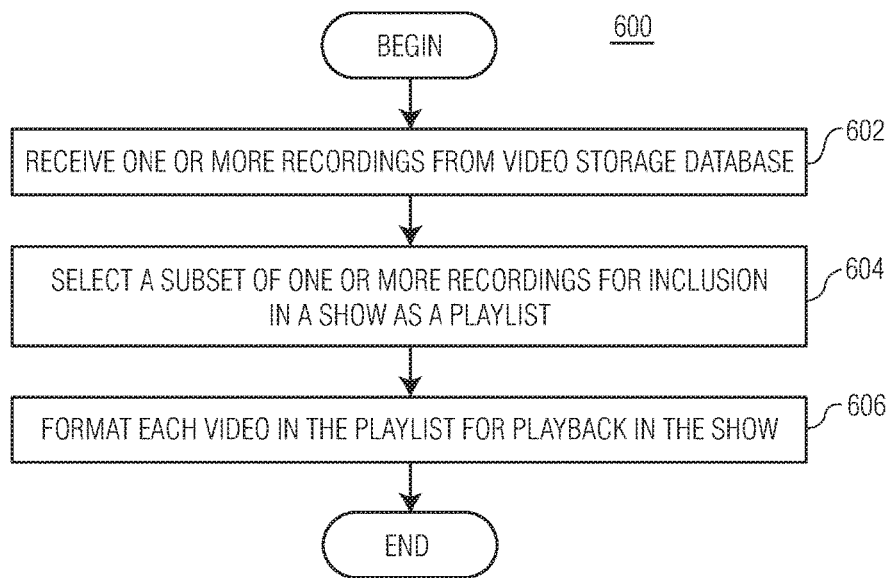 600
BEGIN
RECEIVE ONE OR MORE RECORDINGS FROM VIDEO STORAGE DATABASE
602
SELECT A SUBSET OF ONE OR MORE RECORDINGS FOR INCLUSION
IN A SHOW AS A PLAYLIST
604
FORMAT EACH VIDEO IN THE PLAYLIST FOR PLAYBACK IN THE SHOW
606
END